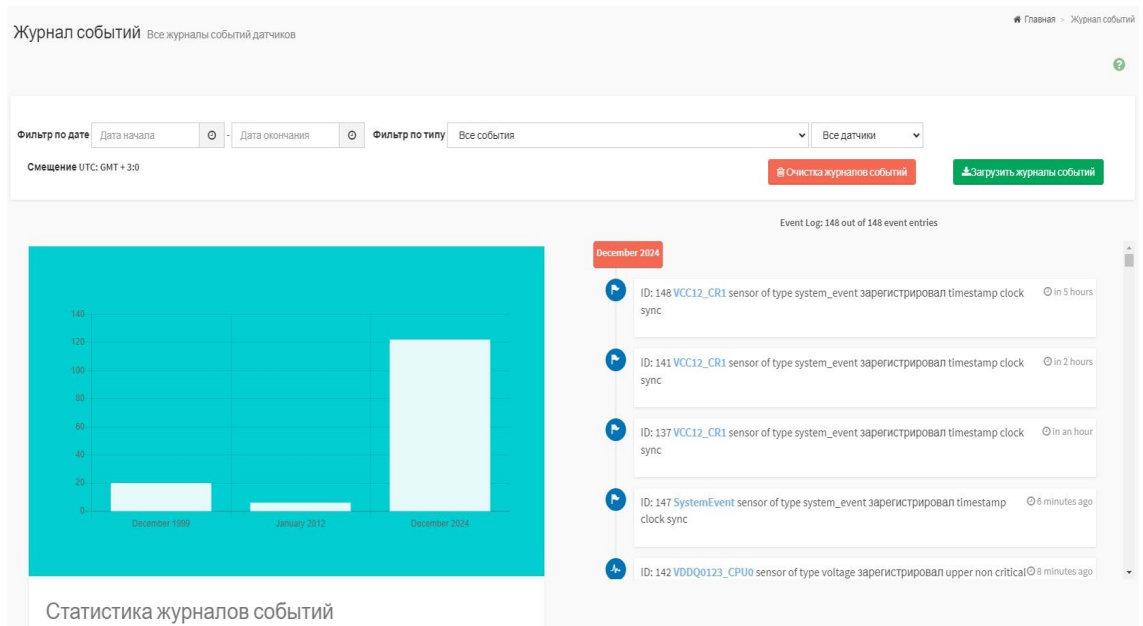 Главная > Журнал событий
Журнал событий Все журналы событий датчиков
?
Фильтр по дате Дата начала - Дата окончания Фильтр по типу Все события Все датчики
Смещение UTC: GMT + 3:0 Очистка журналов событий Загрузить журналы событий
Event Log: 148 out of 148 event entries
140
120
100
80
60
40
20
0
December 1999 January 2012 December 2024
Статистика журналов событий
December 2024
ID: 148 VCC12_CR1 sensor of type system_event зарегистрировал timestamp clock in 5 hours
sync
ID: 141 VCC12_CR1 sensor of type system_event зарегистрировал timestamp clock in 2 hours
sync
ID: 137 VCC12_CR1 sensor of type system_event зарегистрировал timestamp clock in an hour
sync
ID: 147 SystemEvent sensor of type system_event зарегистрировал timestamp 6 minutes ago
clock sync
ID: 142 VDDQ0123_CPU0 sensor of type voltage зарегистрировал upper non critical 8 minutes ago